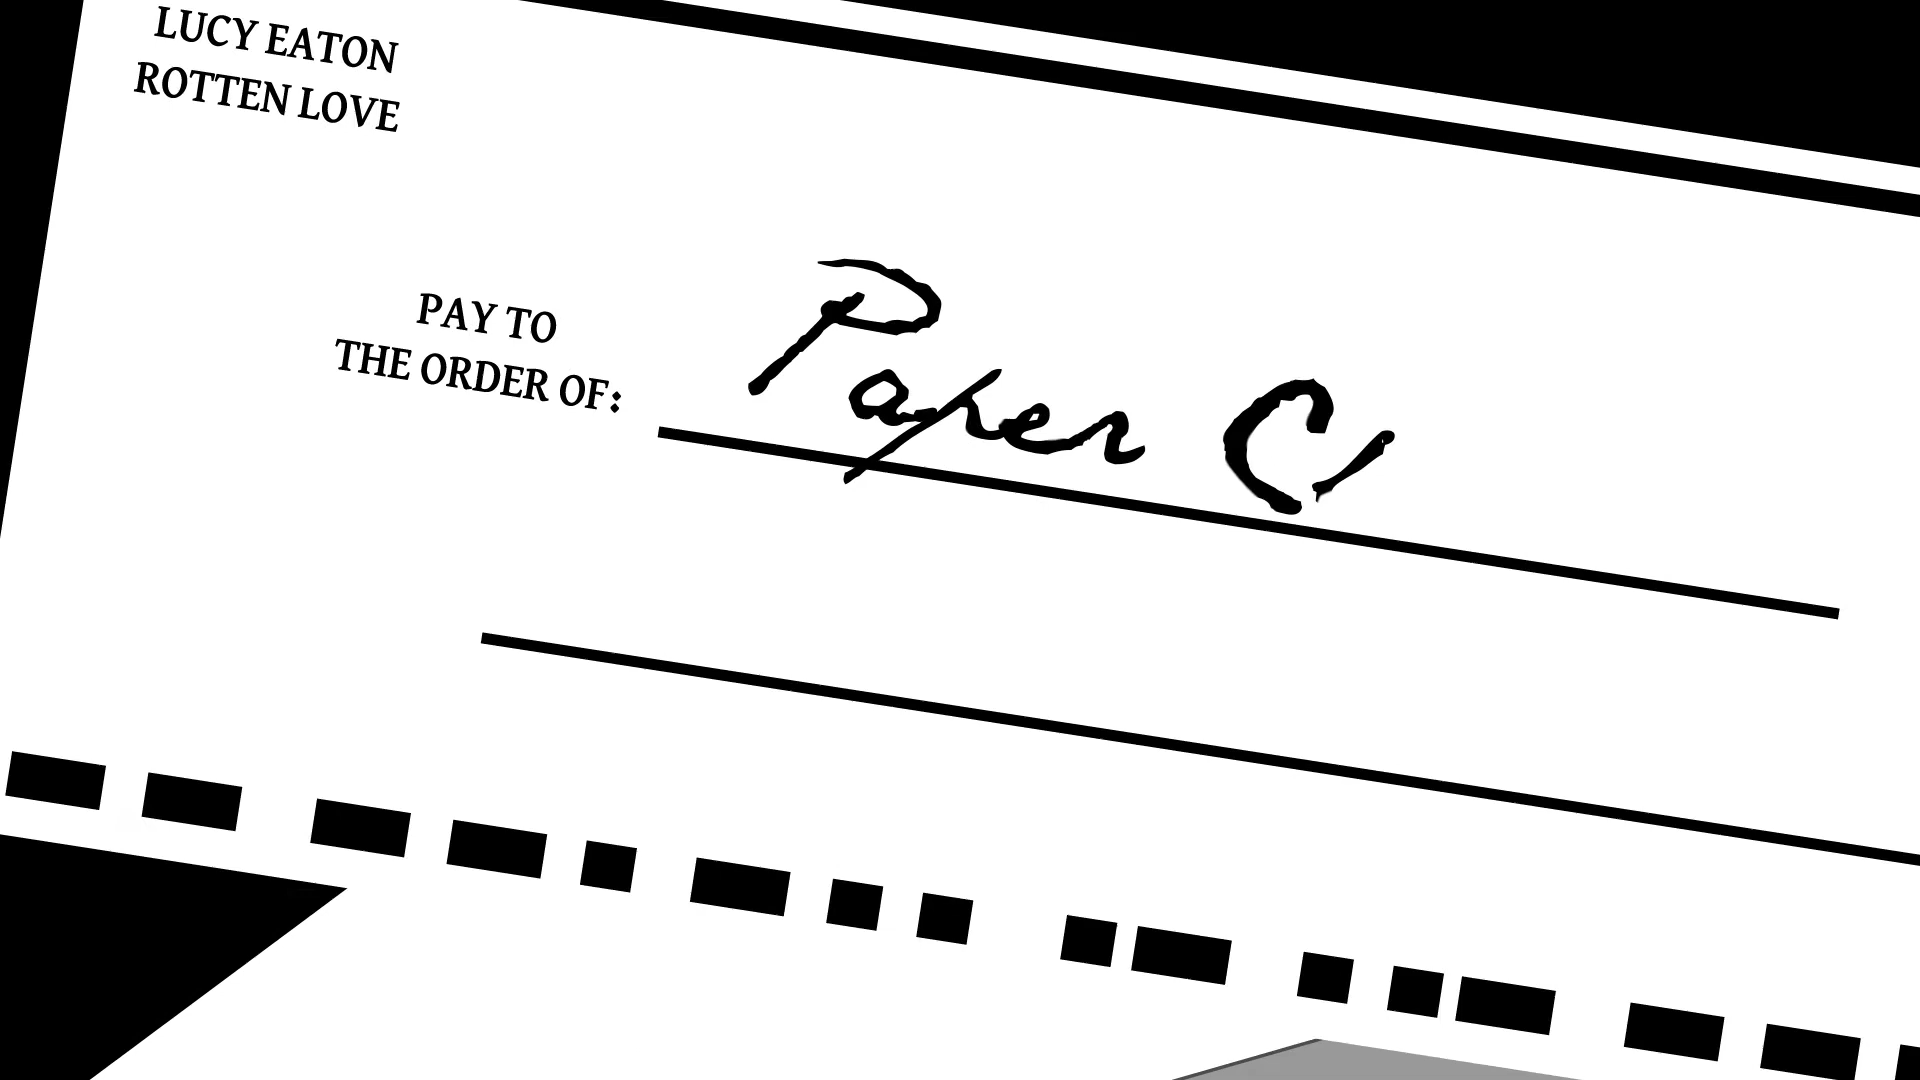 LUCY EATON
ROTTEN LOVE
PAY TO
THE ORDER OF:
Paper